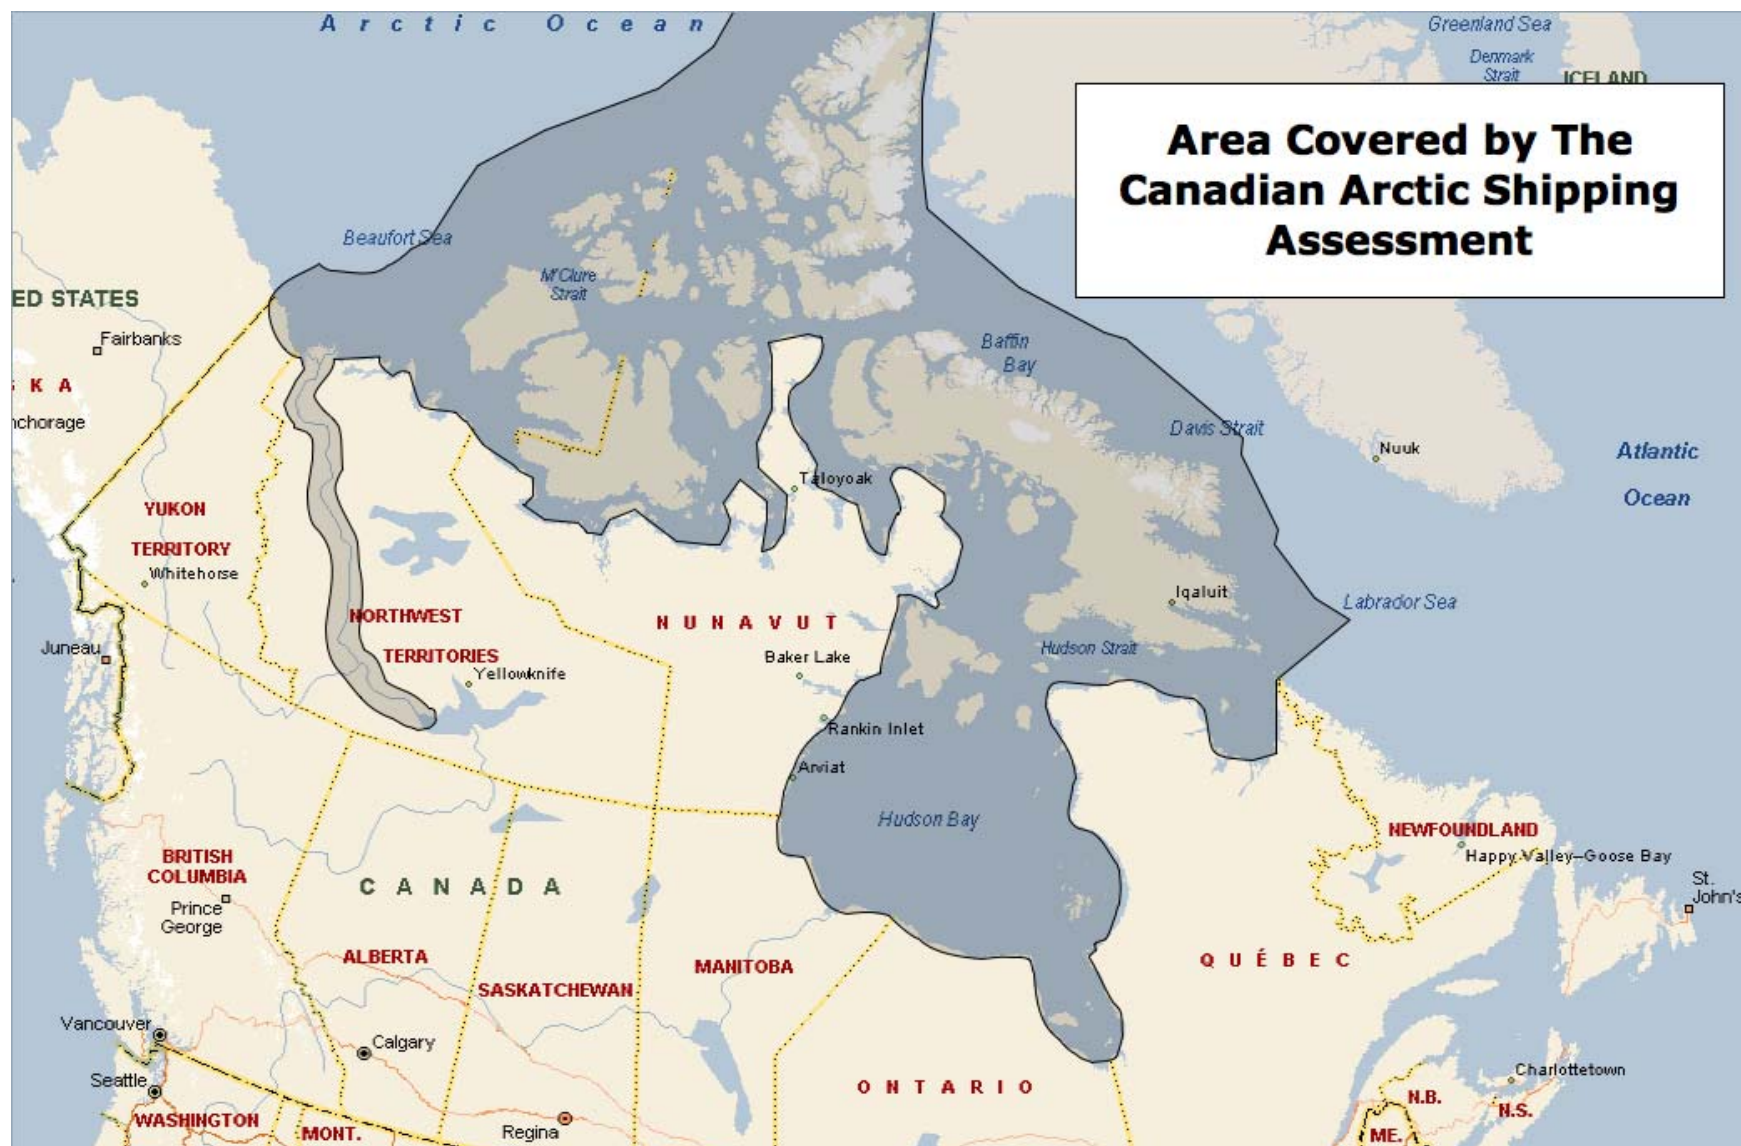 Arctic Ocean
Greenland Sea
Denmark
Strait
ICELAND
Area Covered by The
Canadian Arctic Shipping
Assessment
Beaufort Sea
M'Clure
Strait
ED STATES
Fairbanks
Baffin
Bay
SKA
nchorage
Davis Strait
Nuuk
Atlantic
Ocean
Taloyoak
YUKON
TERRITORY
Whitehorse
Iqaluit
Labrador Sea
NORTHWEST
TERRITORIES
NUNAVUT
Hudson Strait
Juneau
Baker Lake
Yellowknife
Rankin Inlet
Arviat
Hudson Bay
NEWFOUNDLAND
Happy Valley–Goose Bay
BRITISH
COLUMBIA
CANADA
St.
John's
Prince
George
ALBERTA
MANITOBA
QUÉBEC
SASKATCHEWAN
Vancouver
Calgary
Seattle
Charlottetown
ONTARIO
N.B.
N.S.
WASHINGTON
MONT.
Regina
ME.